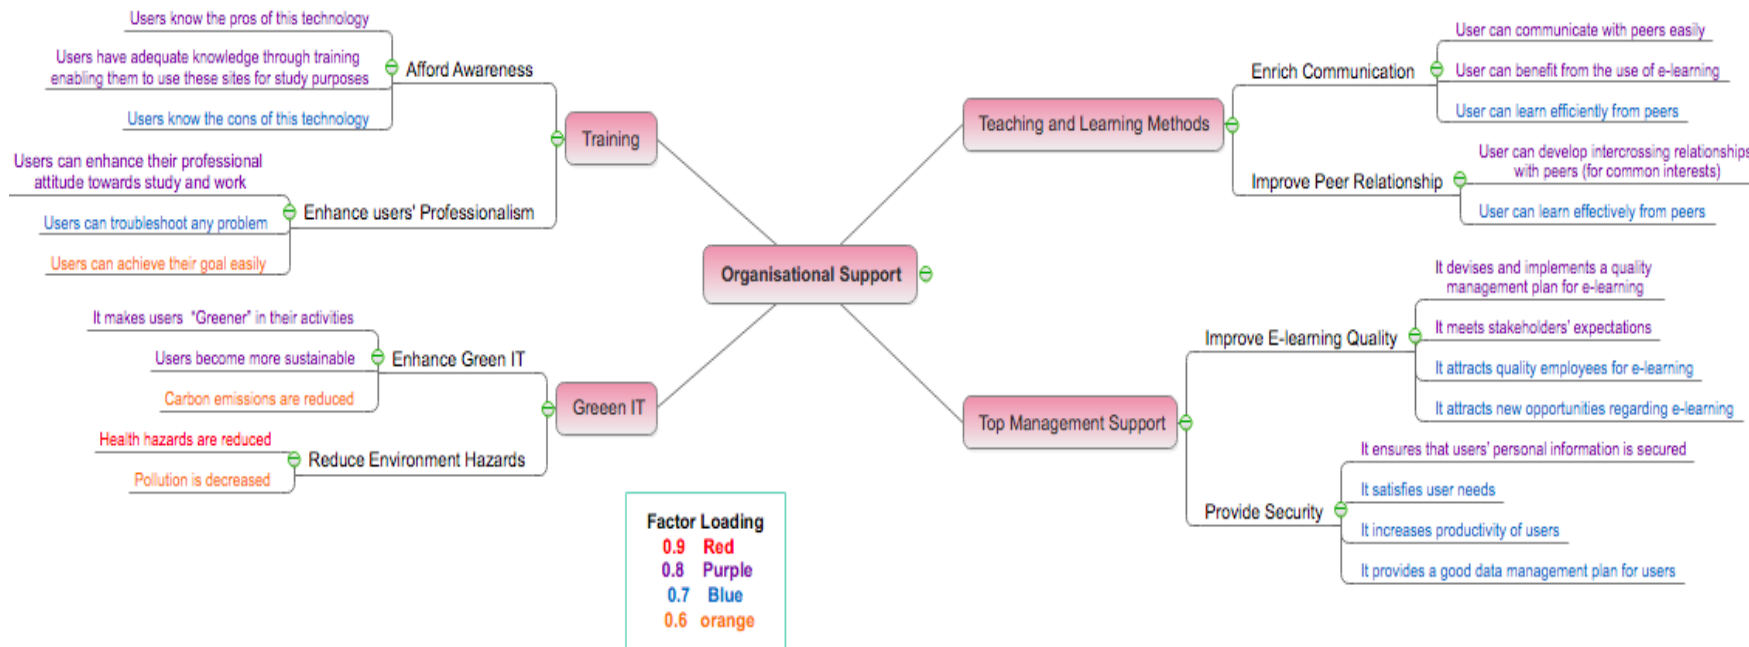 Users know the pros of this technology
Users have adequate knowledge through training
enabling them to use these sites for study purposes
Users know the cons of this technology
Afford Awareness
Users can enhance their professional
attitude towards study and work
Users can troubleshoot any problem
Users can achieve their goal easily
Enhance users' Professionalism
Training
It makes users "Greener" in their activities
Users become more sustainable
Carbon emissions are reduced
Enhance Green IT
Health hazards are reduced
Pollution is decreased
Reduce Environment Hazards
Greeen IT
Organisational Support
Teaching and Learning Methods
Enrich Communication
User can communicate with peers easily
User can benefit from the use of e-learning
User can learn efficiently from peers
Improve Peer Relationship
User can develop intercrossing relationships
with peers (for common interests)
User can learn effectively from peers
Top Management Support
Improve E-learning Quality
It devises and implements a quality
management plan for e-learning
It meets stakeholders' expectations
It attracts quality employees for e-learning
It attracts new opportunities regarding e-learning
Provide Security
It ensures that users' personal information is secured
It satisfies user needs
It increases productivity of users
It provides a good data management plan for users
Factor Loading
0.9 Red
0.8 Purple
0.7 Blue
0.6 orange